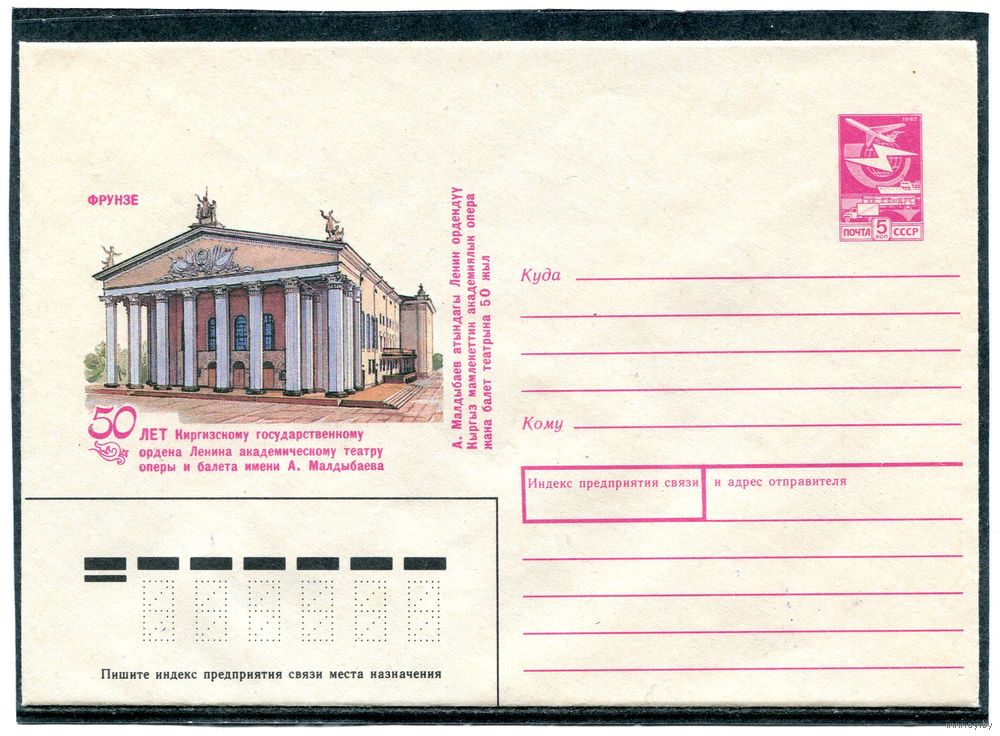 ФРУНЗЕ
50 ЛЕТ Киргизскому государственному
ордена Ленина академическому театру
оперы и балета имени А. Малдыбаева
А. Малдыбаев атындагы Ленин ордендүү
Кыргыз мамлекеттик академиялык опера
жана балет театрына 50 жыл
1982
ПОЧТА 5 КОП СССР
Куда
Кому
Индекс предприятия связи и адрес отправителя
Пишите индекс предприятия связи места назначения